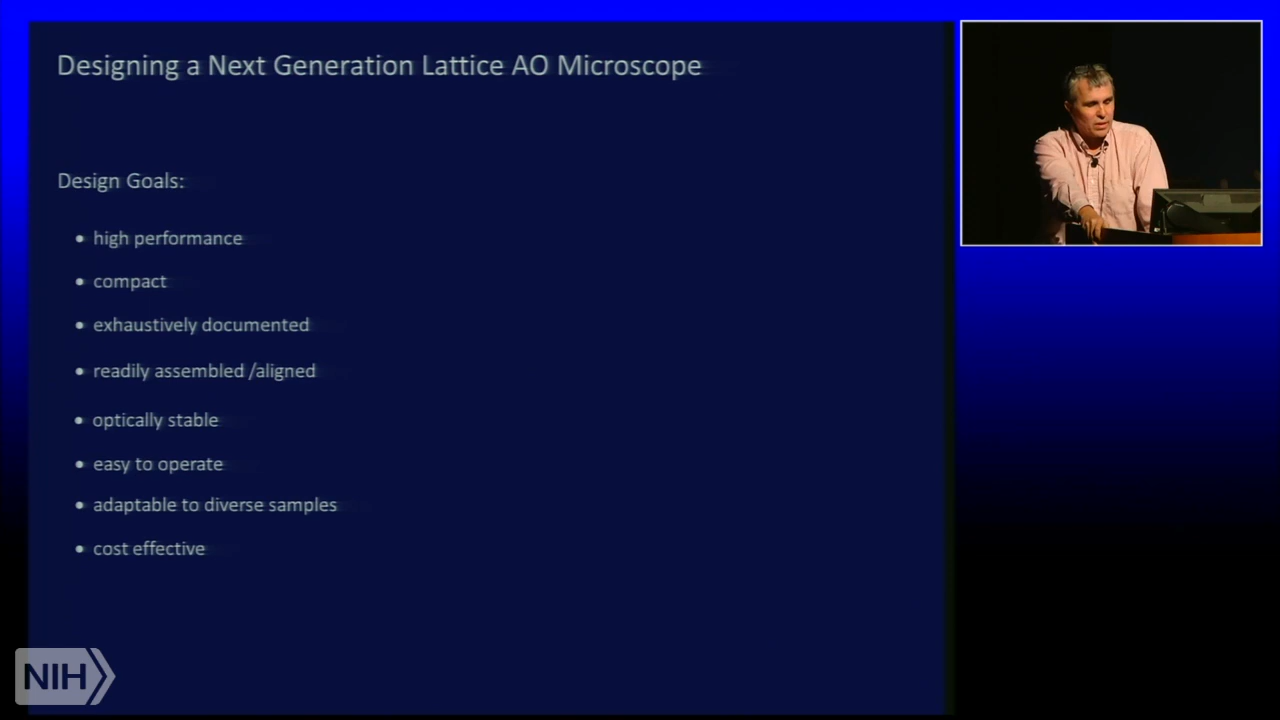 Designing a Next Generation Lattice AO Microscope
Design Goals:
• high performance
• compact
• exhaustively documented
• readily assembled /aligned
• optically stable
• easy to operate
• adaptable to diverse samples
• cost effective
NIH